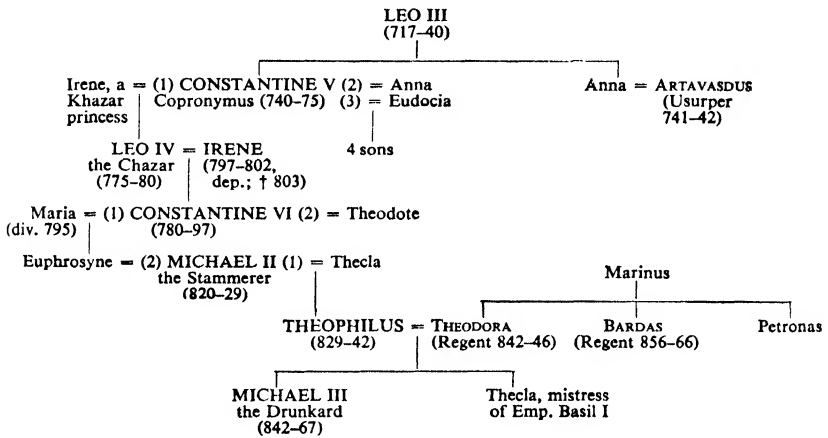 LEO III
(717–40)
Irene, a = (1) CONSTANTINE V (2) = Anna
Khazar Copronymus (740–75) (3) = Eudocia
princess
Anna = ARTAVASDUS
(Usurper
741–42)
LEO IV = IRENE
the Chazar (797–802,
(775–80) dep.; † 803)
4 sons
Maria = (1) CONSTANTINE VI (2) = Theodote
(div. 795) (780–97)
Euphrosyne = (2) MICHAEL II (1) = Thecla
the Stammerer
(820–29)
Marinus
THEOPHILUS = THEODORA BARDAS Petronas
(829–42) (Regent 842–46) (Regent 856–66)
MICHAEL III Thecla, mistress
the Drunkard of Emp. Basil I
(842–67)